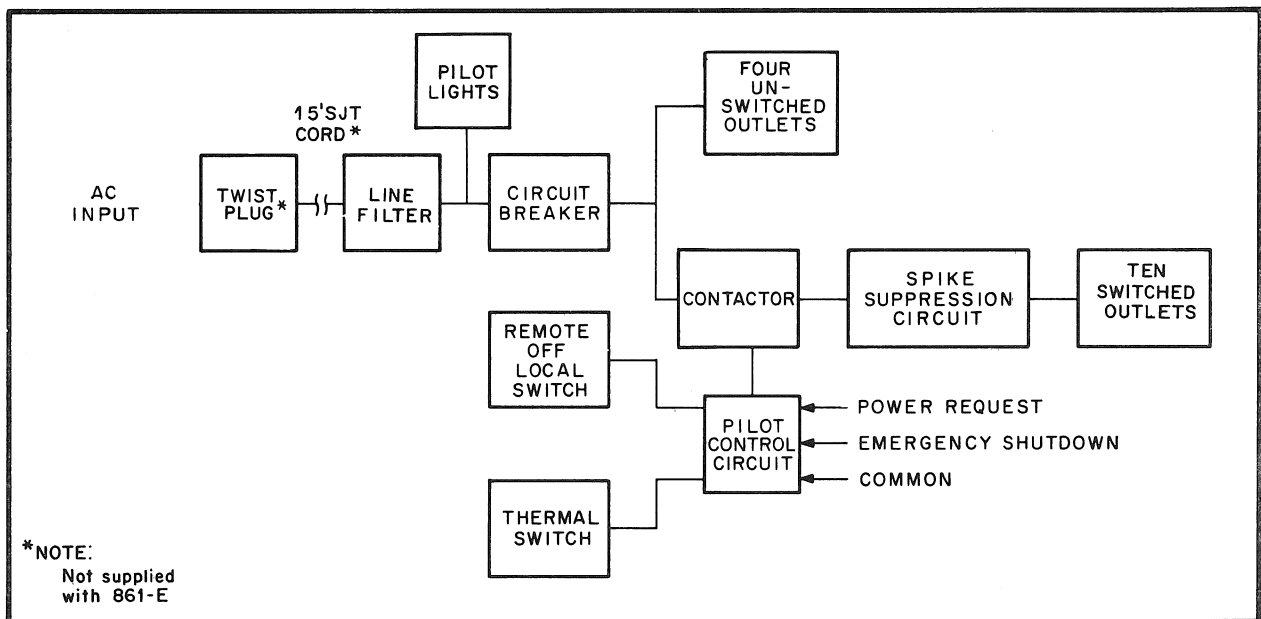 PILOT
LIGHTS
FOUR
UN-
SWITCHED
OUTLETS
15'SJT
CORD*
AC
INPUT
TWIST
PLUG*
LINE
FILTER
CIRCUIT
BREAKER
CONTACTOR
SPIKE
SUPPRESSION
CIRCUIT
TEN
SWITCHED
OUTLETS
REMOTE
OFF
LOCAL
SWITCH
PILOT
CONTROL
CIRCUIT
POWER REQUEST
EMERGENCY SHUTDOWN
COMMON
THERMAL
SWITCH
*NOTE:
Not supplied
with 861-E